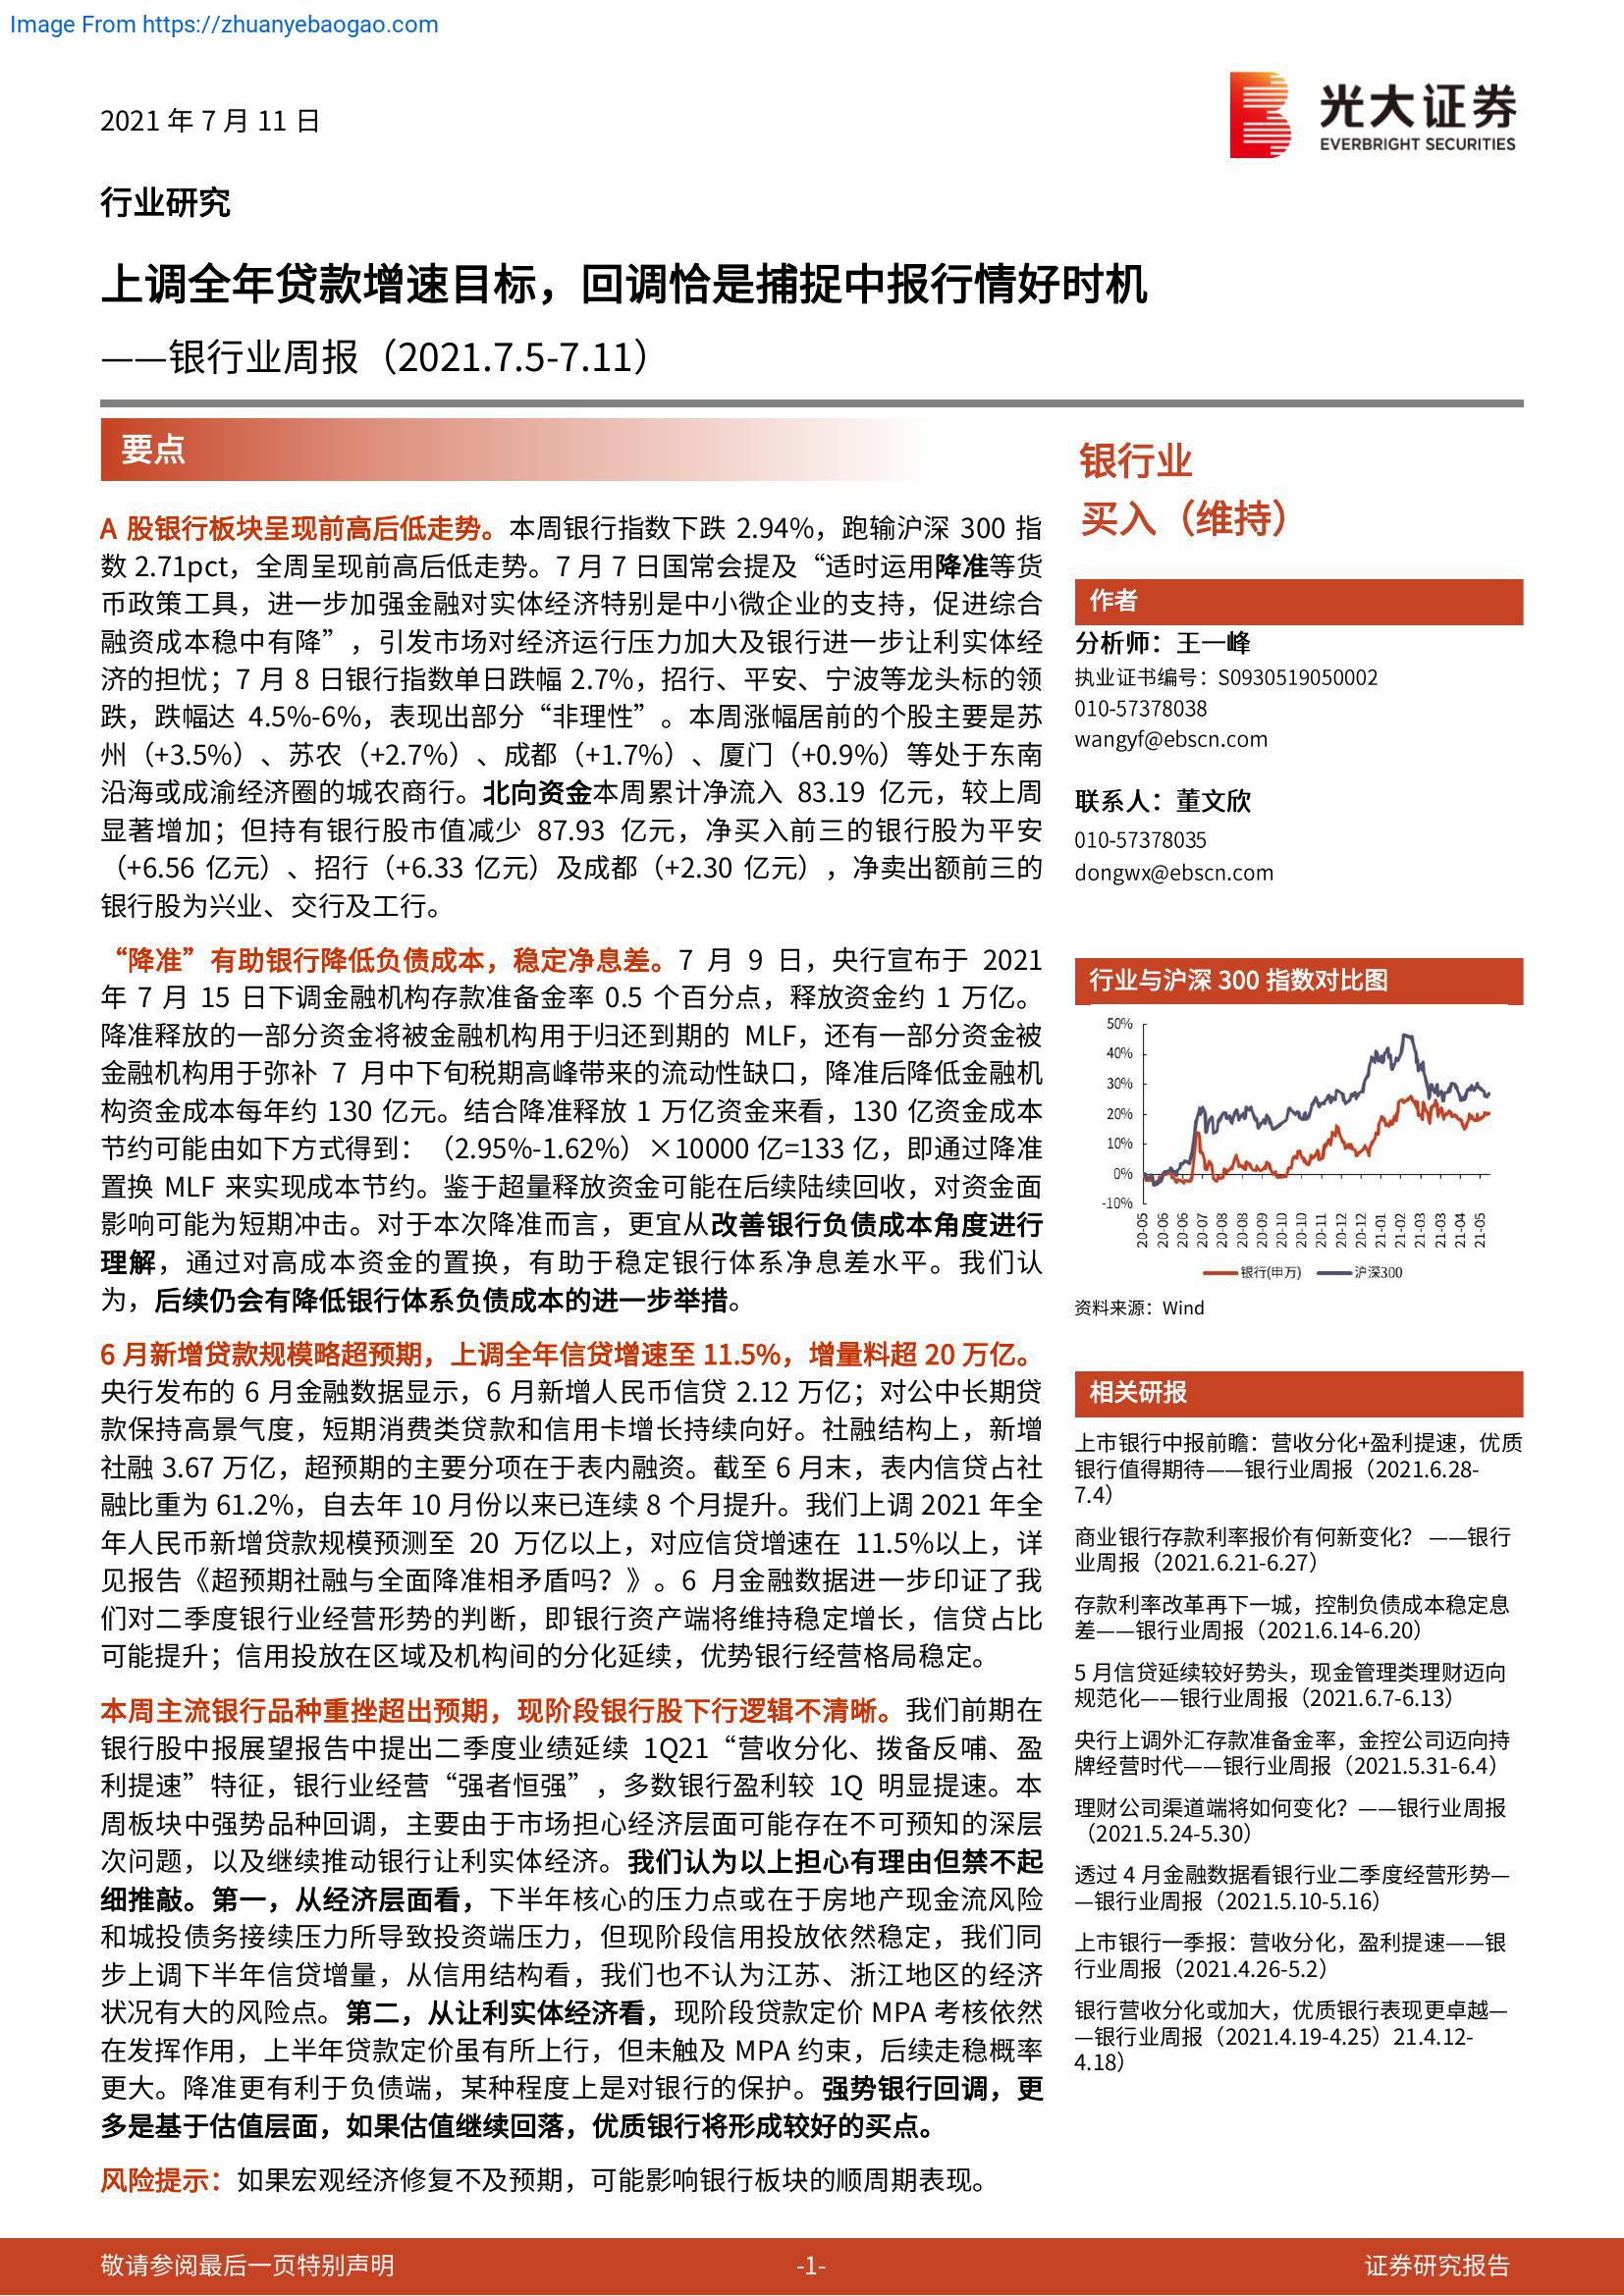 Image From https://zhuanyebaogao.com
2021 年 7 月 11 日
光大证券
EVERBRIGHT SECURITIES
行业研究
上调全年贷款增速目标，回调恰是捕捉中报行情好时机
——银行业周报（2021.7.5-7.11）
要点
A 股银行板块呈现前高后低走势。本周银行指数下跌 2.94%，跑输沪深 300 指
数 2.71pct，全周呈现前高后低走势。7 月 7 日国常会提及“适时运用降准等货
币政策工具，进一步加强金融对实体经济特别是中小微企业的支持，促进综合
融资成本稳中有降”，引发市场对经济运行压力加大及银行进一步让利实体经
济的担忧；7 月 8 日银行指数单日跌幅 2.7%，招行、平安、宁波等龙头标的领
跌，跌幅达 4.5%-6%，表现出部分“非理性”。本周涨幅居前的个股主要是苏
州（+3.5%）、苏农（+2.7%）、成都（+1.7%）、厦门（+0.9%）等处于东南
沿海或成渝经济圈的城农商行。北向资金本周累计净流入 83.19 亿元，较上周
显著增加；但持有银行股市值减少 87.93 亿元，净买入前三的银行股为平安
（+6.56 亿元）、招行（+6.33 亿元）及成都（+2.30 亿元），净卖出额前三的
银行股为兴业、交行及工行。
“降准”有助银行降低负债成本，稳定净息差。7 月 9 日，央行宣布于 2021
年 7 月 15 日下调金融机构存款准备金率 0.5 个百分点，释放资金约 1 万亿。
降准释放的一部分资金将被金融机构用于归还到期的 MLF，还有一部分资金被
金融机构用于弥补 7 月中下旬税期高峰带来的流动性缺口，降准后降低金融机
构资金成本每年约 130 亿元。结合降准释放 1 万亿资金来看，130 亿资金成本
节约可能由如下方式得到：（2.95%-1.62%）×10000 亿=133 亿，即通过降准
置换 MLF 来实现成本节约。鉴于超量释放资金可能在后续陆续回收，对资金面
影响可能为短期冲击。对于本次降准而言，更宜从改善银行负债成本角度进行
理解，通过对高成本资金的置换，有助于稳定银行体系净息差水平。我们认
为，后续仍会有降低银行体系负债成本的进一步举措。
6 月新增贷款规模略超预期，上调全年信贷增速至 11.5%，增量料超 20 万亿。
央行发布的 6 月金融数据显示，6 月新增人民币信贷 2.12 万亿；对公中长期贷
款保持高景气度，短期消费类贷款和信用卡增长持续向好。社融结构上，新增
社融 3.67 万亿，超预期的主要分项在于表内融资。截至 6 月末，表内信贷占社
融比重为 61.2%，自去年 10 月份以来已连续 8 个月提升。我们上调 2021 年全
年人民币新增贷款规模预测至 20 万亿以上，对应信贷增速在 11.5%以上，详
见报告《超预期社融与全面降准相矛盾吗？》。6 月金融数据进一步印证了我
们对二季度银行业经营形势的判断，即银行资产端将维持稳定增长，信贷占比
可能提升；信用投放在区域及机构间的分化延续，优势银行经营格局稳定。
本周主流银行品种重挫超出预期，现阶段银行股下行逻辑不清晰。我们前期在
银行股中报展望报告中提出二季度业绩延续 1Q21“营收分化、拨备反哺、盈
利提速”特征，银行业经营“强者恒强”，多数银行盈利较 1Q 明显提速。本
周板块中强势品种回调，主要由于市场担心经济层面可能存在不可预知的深层
次问题，以及继续推动银行让利实体经济。我们认为以上担心有理由但禁不起
细推敲。第一，从经济层面看，下半年核心的压力点或在于房地产现金流风险
和城投债务接续压力所导致投资端压力，但现阶段信用投放依然稳定，我们同
步上调下半年信贷增量，从信用结构看，我们也不认为江苏、浙江地区的经济
状况有大的风险点。第二，从让利实体经济看，现阶段贷款定价 MPA 考核依然
在发挥作用，上半年贷款定价虽有所上行，但未触及 MPA 约束，后续走稳概率
更大。降准更有利于负债端，某种程度上是对银行的保护。强势银行回调，更
多是基于估值层面，如果估值继续回落，优质银行将形成较好的买点。
风险提示：如果宏观经济修复不及预期，可能影响银行板块的顺周期表现。
银行业
买入（维持）
作者
分析师：王一峰
执业证书编号：S0930519050002
010-57378038
wangyf@ebscn.com
联系人：董文欣
010-57378035
dongwx@ebscn.com
行业与沪深 300 指数对比图
50%
40%
30%
20%
10%
0%
-10%
20-05 20-06 20-06 20-07 20-08 20-08 20-09 20-10 20-10 20-11 20-12 20-12 21-01 21-02 21-03 21-03 21-04 21-05
银行(申万) 沪深300
资料来源：Wind
相关研报
上市银行中报前瞻：营收分化+盈利提速，优质
银行值得期待——银行业周报（2021.6.28-
7.4）
商业银行存款利率报价有何新变化？ ——银行
业周报（2021.6.21-6.27）
存款利率改革再下一城，控制负债成本稳定息
差——银行业周报（2021.6.14-6.20）
5 月信贷延续较好势头，现金管理类理财迈向
规范化——银行业周报（2021.6.7-6.13）
央行上调外汇存款准备金率，金控公司迈向持
牌经营时代——银行业周报（2021.5.31-6.4）
理财公司渠道端将如何变化？——银行业周报
（2021.5.24-5.30）
透过 4 月金融数据看银行业二季度经营形势—
—银行业周报（2021.5.10-5.16）
上市银行一季报：营收分化，盈利提速——银
行业周报（2021.4.26-5.2）
银行营收分化或加大，优质银行表现更卓越—
—银行业周报（2021.4.19-4.25）21.4.12-
4.18）
敬请参阅最后一页特别声明
-1-
证券研究报告